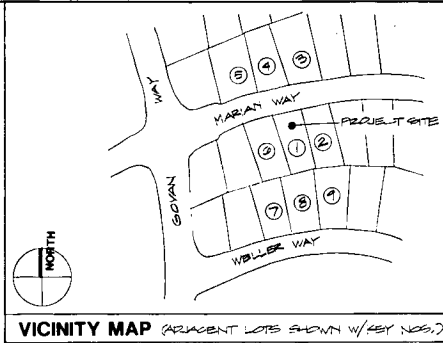 WAY
5 4 3
MARIAN WAY
PROJECT SITE
6 1 2
GOVAN
7 8 9
WELLER WAY
NORTH
VICINITY MAP (ADJACENT LOTS SHOWN W/KEY NOS.)